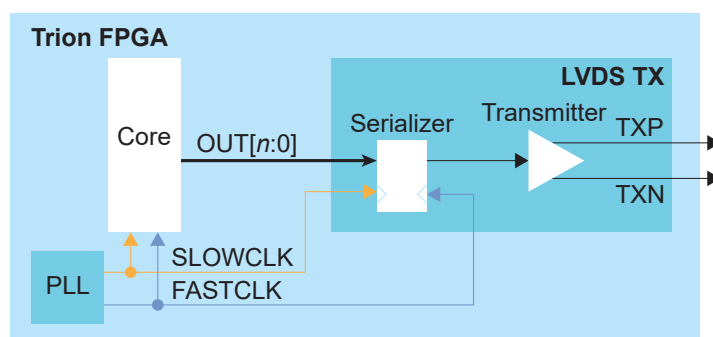 Trion FPGA
LVDS TX
Core
OUT[n:0]
Serializer
Transmitter
TXP
TXN
PLL
SLOWCLK
FASTCLK